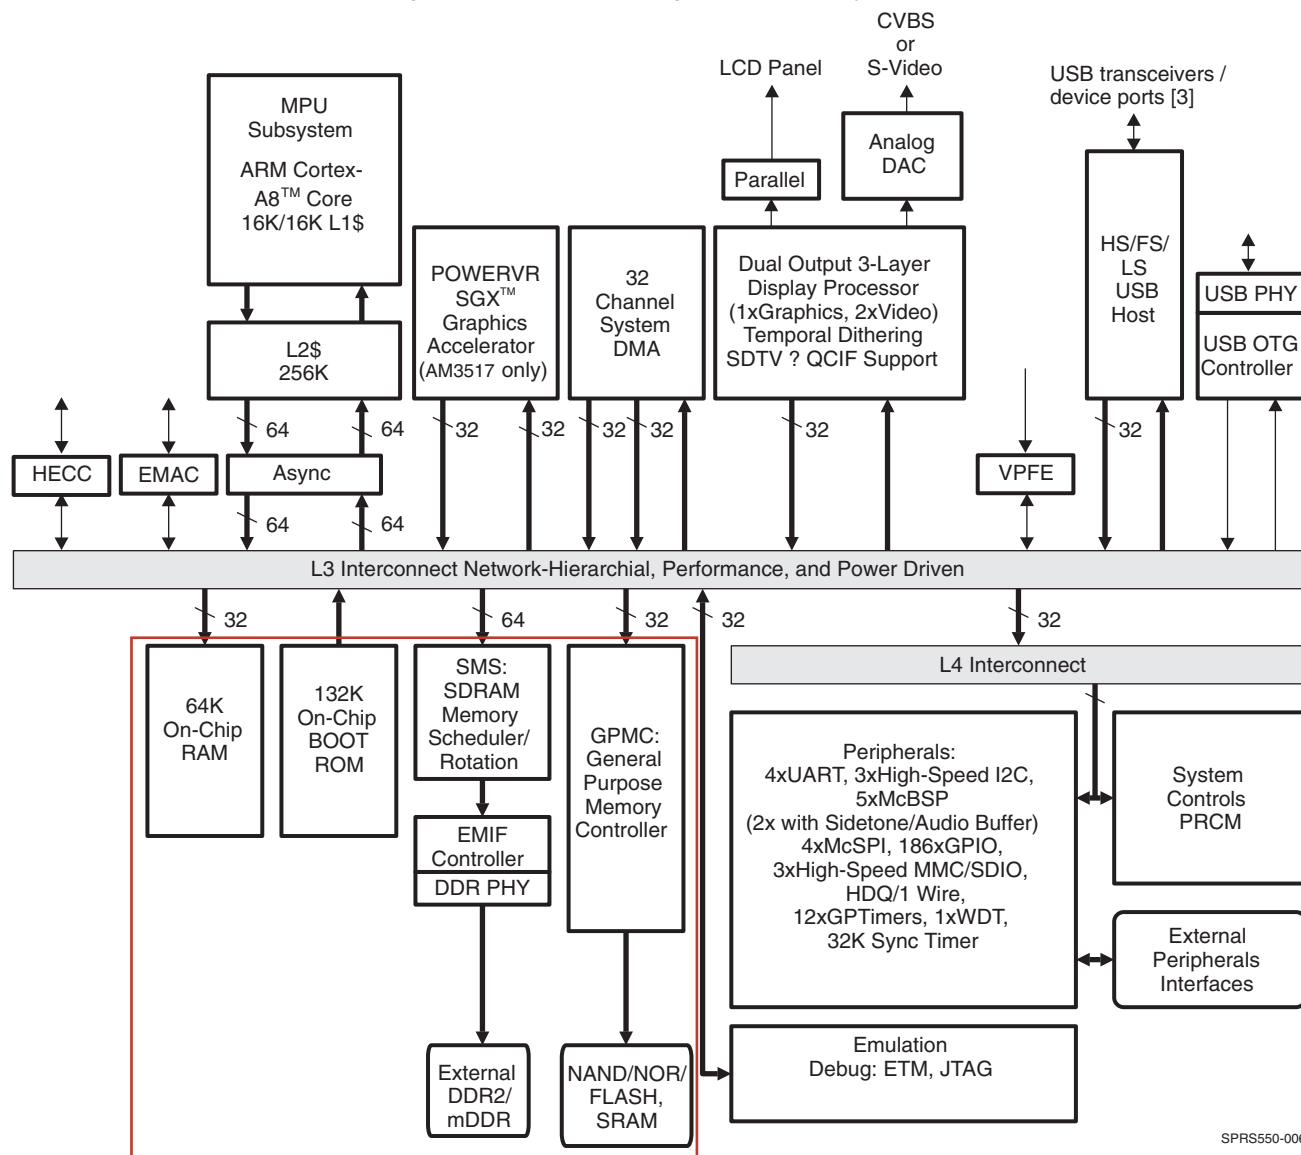 CVBS
or
S-Video
LCD Panel
USB transceivers /
device ports [3]
MPU
Subsystem
ARM Cortex-
A8™ Core
16K/16K L1$
Analog
DAC
Parallel
POWERVR
SGX™
Graphics
Accelerator
(AM3517 only)
32
Channel
System
DMA
Dual Output 3-Layer
Display Processor
(1xGraphics, 2xVideo)
Temporal Dithering
SDTV ? QCIF Support
HS/FS/
LS
USB
Host
USB PHY
USB OTG
Controller
L2$
256K
64
64
32
32
32
32
32
32
HECC
EMAC
Async
VPFE
64
64
L3 Interconnect Network-Hierarchial, Performance, and Power Driven
32
64
32
32
32
L4 Interconnect
64K
On-Chip
RAM
132K
On-Chip
BOOT
ROM
SMS:
SDRAM
Memory
Scheduler/
Rotation
GPMC:
General
Purpose
Memory
Controller
EMIF
Controller
DDR PHY
Peripherals:
4xUART, 3xHigh-Speed I2C,
5xMcBSP
(2x with Sidetone/Audio Buffer)
4xMcSPI, 186xGPIO,
3xHigh-Speed MMC/SDIO,
HDQ/1 Wire,
12xGPTimers, 1xWDT,
32K Sync Timer
System
Controls
PRCM
External
Peripherals
Interfaces
External
DDR2/
mDDR
NAND/NOR/
FLASH,
SRAM
Emulation
Debug: ETM, JTAG